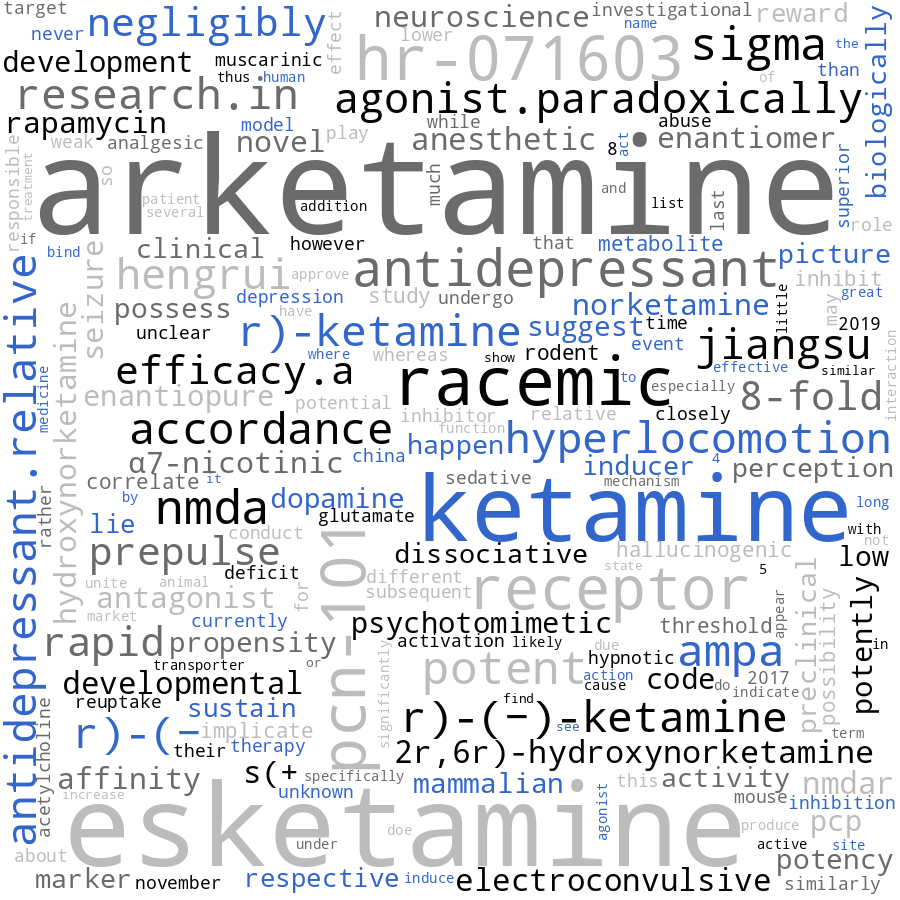 target
never
negligibly
effect
neuroscience
investigational
name
reward
lower
hr-071603
sigma
the
than
biologically
development
muscarinic
thus
human
of
research.in
agonist.paradoxically
rapamycin
model
play
while
abuse
weak
analgesic
novel
anesthetic
8
act
enantiomer
responsible
treatment
so
arketamine
much
and
last
superior
patient
several
addition
list
role
if
bind
clinical
however
that
metabolite
picture
seizure
hengrui
approve
antidepressant
inhibit
possess
depression
study
undergo
norketamine
little
may
great
have
unclear
r)-ketamine
suggest
time
2019
where
whereas
show
rodent
event
jiangsu
interaction
antidepressant.relative
medicine
hydroxynorketamine
efficacy.a
racemic
to
effective
similar
especially
enantiopure
potential
8-fold
accordance
inhibitor
relative
closely
function
happen
hyperlocomotion
α7-nicotinic
china
inducer
4
perception
correlate
it
sedative
mechanism
rather
by
nmda
dopamine
ketamine
long
lie
glutamate
with
conduct
not
prepulse
pcn-101
dissociative
hallucinogenic
low
deficit
state
unite
animal
for
different
receptor
5
antagonist
subsequent
preclinical
possibility
potently
market
currently
psychotomimetic
threshold
appear
rapid
propensity
activation
likely
due
in
transporter
or
significantly
potent
hypnotic
ampa
developmental
action
cause
code
do
2017
indicate
reuptake
find
acetylcholine
sustain
r)-(−
implicate
r)-(−)-ketamine
see
term
their
therapy
2r,6r)-hydroxynorketamine
affinity
s(+
specifically
unknown
mammalian
agonist
this
activity
nmdar
increase
esketamine
mouse
inhibition
produce
pcp
doe
under
active
site
about
potency
marker
november
respective
induce
electroconvulsive
similarly